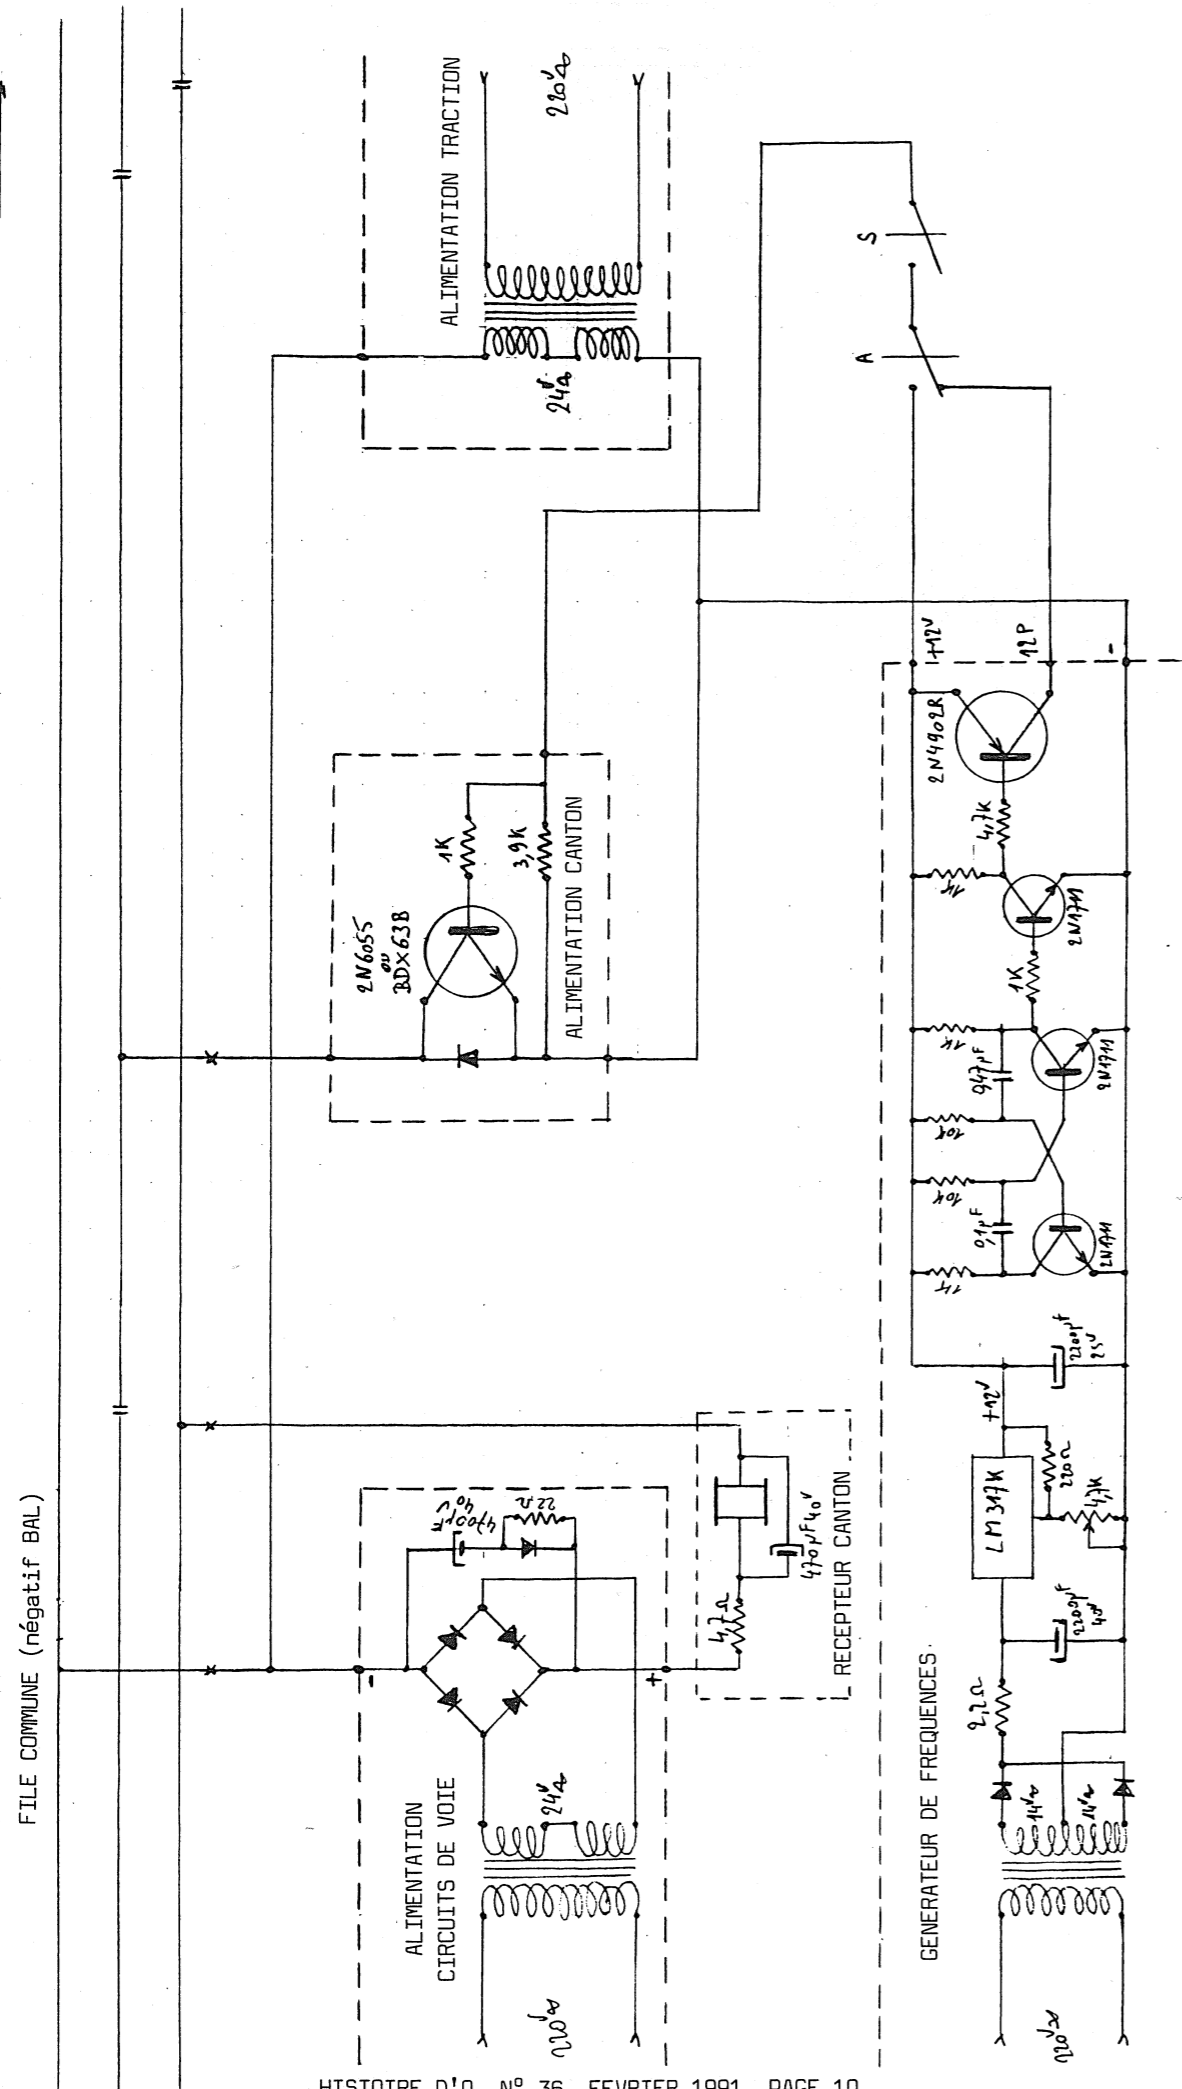 FILE COMMUNE (négatif BAL)
ALIMENTATION TRACTION
220V
24V
S
A
2N6055
ou
BDX63B
1K
3,9K
ALIMENTATION CANTON
+12V
12P
-
2N4902R
4,7K
1K
2N1711
1K
1K
0,47µF
2N1711
10K
10K
0,1µF
2N1711
1K
2200µF
25V
+12V
LM317K
220Ω
4,7K
2200µF
40V
2,2Ω
14V
14V
220V
GENERATEUR DE FREQUENCES.
4700µF
40V
22Ω
-
+
4,7Ω
470µF 40V
RECEPTEUR CANTON
24V
ALIMENTATION
CIRCUITS DE VOIE
220V
HISTOIRE D'O N° 36 FEVRIER 1991 PAGE 10